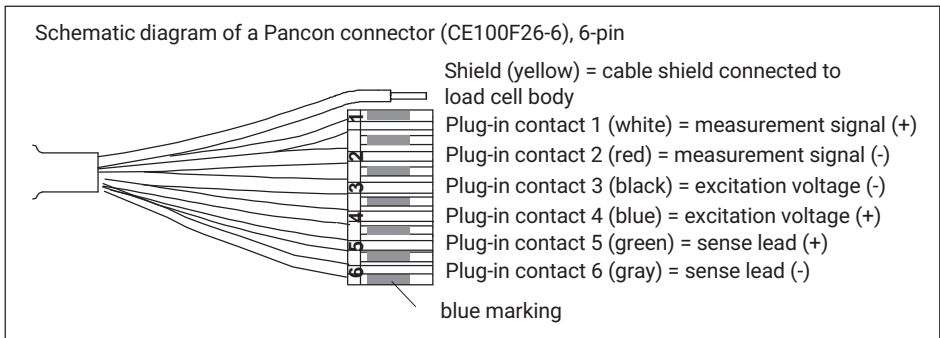 Schematic diagram of a Pancon connector (CE100F26-6), 6-pin
Shield (yellow) = cable shield connected to
load cell body
1
Plug-in contact 1 (white) = measurement signal (+)
2
Plug-in contact 2 (red) = measurement signal (-)
3
Plug-in contact 3 (black) = excitation voltage (-)
4
Plug-in contact 4 (blue) = excitation voltage (+)
5
Plug-in contact 5 (green) = sense lead (+)
6
Plug-in contact 6 (gray) = sense lead (-)
blue marking